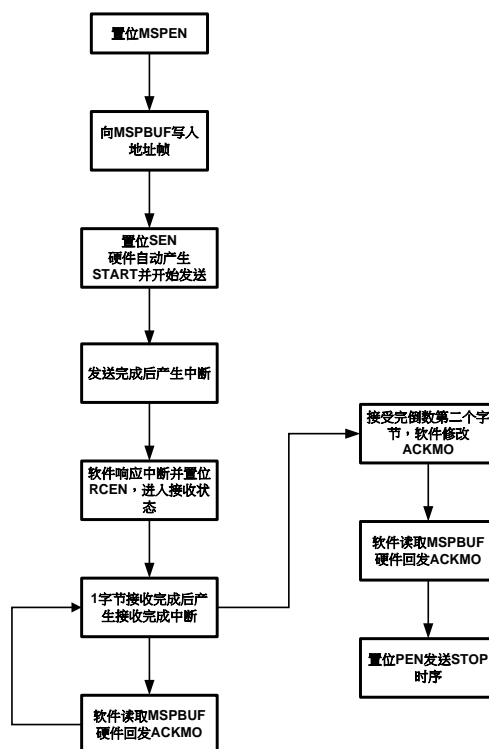 置位MSPEN
向MSPBUF写入
地址帧
置位SEN
硬件自动产生
START并开始发送
发送完成后产生中断
软件响应中断并置位
RCEN，进入接收状
态
1字节接收完成后产
生接收完成中断
软件读取MSPBUF
硬件回发ACKMO
接受完倒数第二个字
节，软件修改
ACKMO
软件读取MSPBUF
硬件回发ACKMO
置位PEN发送STOP
时序